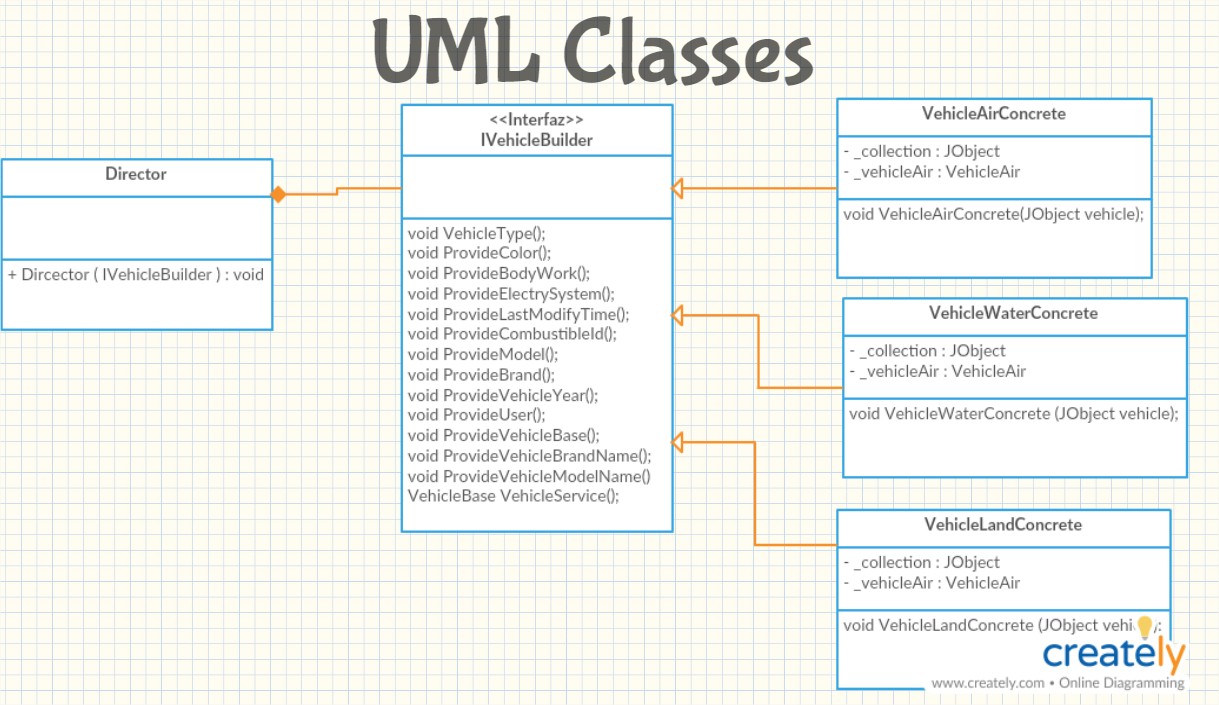 UML Classes
Director
+ Dircector ( IVehicleBuilder ) : void
<<Interfaz>>
IVehicleBuilder
void VehicleType();
void ProvideColor();
void ProvideBodyWork();
void ProvideElectrySystem();
void ProvideLastModifyTime();
void ProvideCombustibleId();
void ProvideModel();
void ProvideBrand();
void ProvideVehicleYear();
void ProvideUser();
void ProvideVehicleBase();
void ProvideVehicleBrandName();
void ProvideVehicleModelName()
VehicleBase VehicleService();
VehicleAirConcrete
- _collection : JObject
- _vehicleAir : VehicleAir
void VehicleAirConcrete(JObject vehicle);
VehicleWaterConcrete
- _collection : JObject
- _vehicleAir : VehicleAir
void VehicleWaterConcrete (JObject vehicle);
VehicleLandConcrete
- _collection : JObject
- _vehicleAir : VehicleAir
void VehicleLandConcrete (JObject
creately
www.creately.com • Online Diagramming